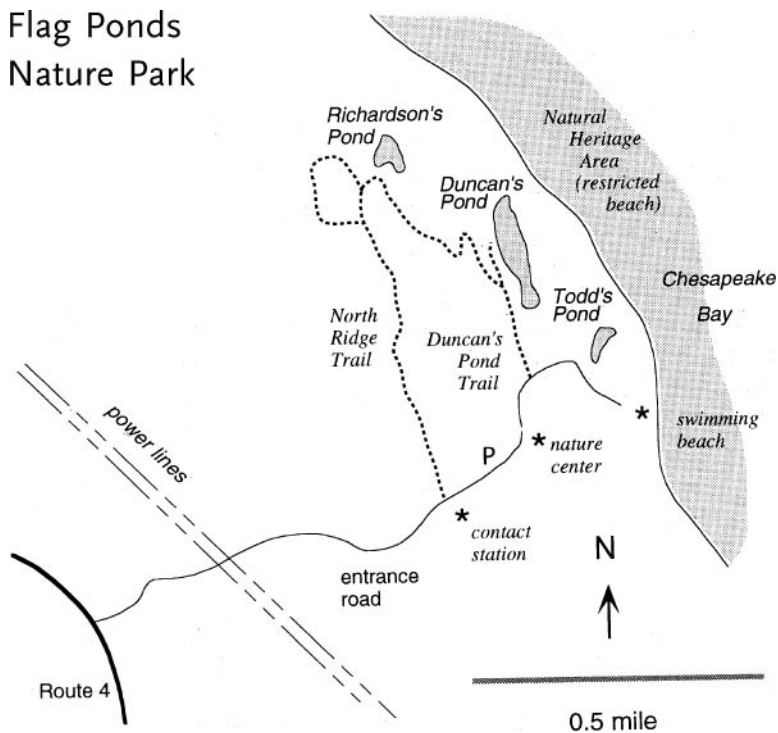 Flag Ponds
Nature Park
Richardson's
Pond
Natural
Heritage
Area
(restricted
beach)
Duncan's
Pond
Chesapeake
Bay
Todd's
Pond
North
Ridge
Trail
Duncan's
Pond
Trail
power lines
*
swimming
beach
P
* nature
center
*
contact
station
N
entrance
road
Route 4
0.5 mile